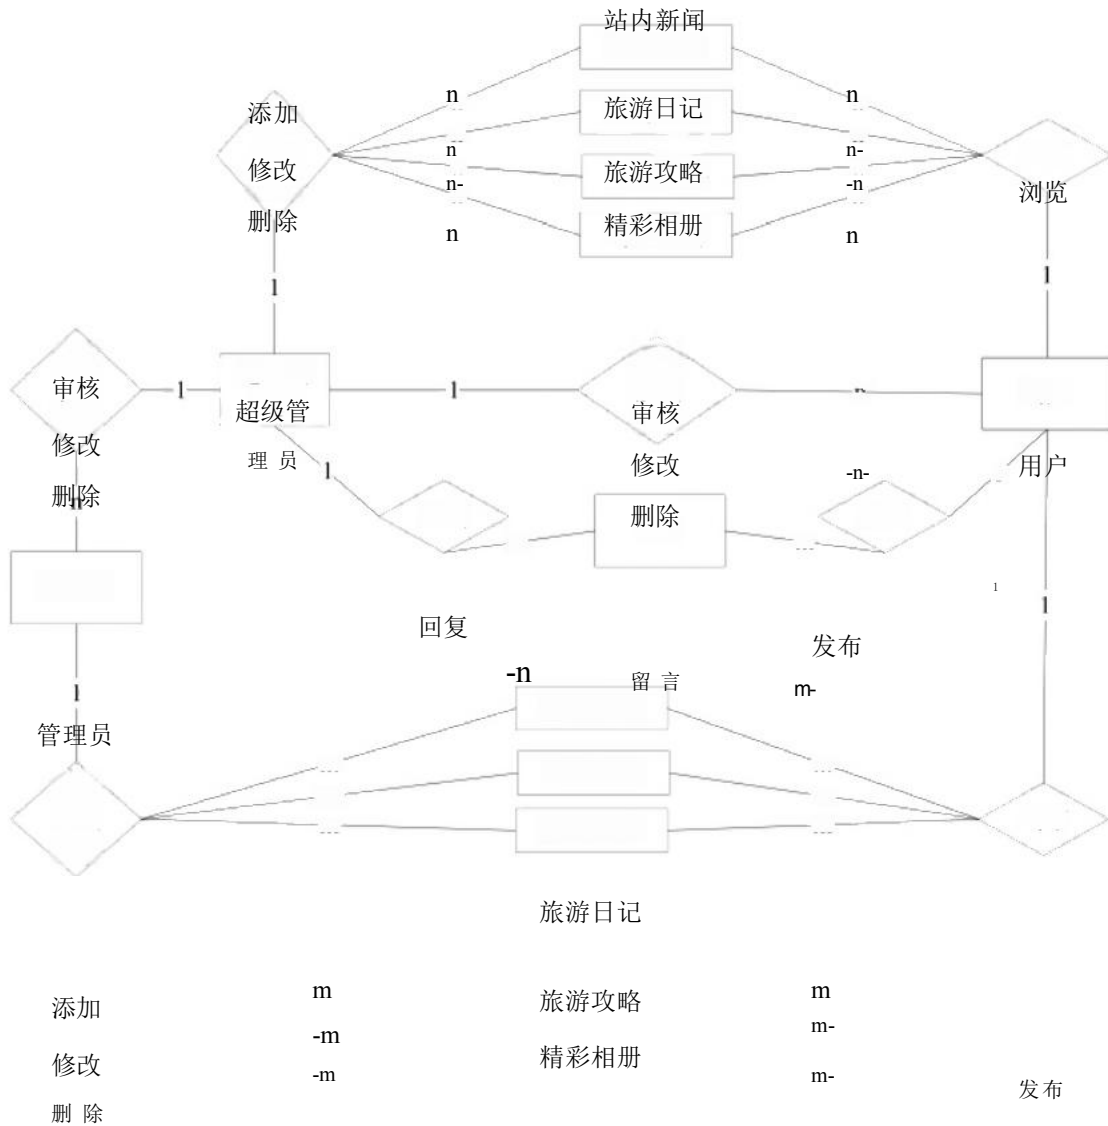 站内新闻
n
n
添加
旅游日记
n
n-
修改
旅游攻略
n-
-n
浏览
删除
精彩相册
n
n
1
1
审核
1
超级管
1
审核
n
修改
理 员
1
修改
-n-
用户
删除
n
删除
1
1
回复
发布
-n
留 言
m-
1
管理员
旅游日记
添加
m
旅游攻略
m
-m
m-
修改
-m
精彩相册
m-
发布
删 除